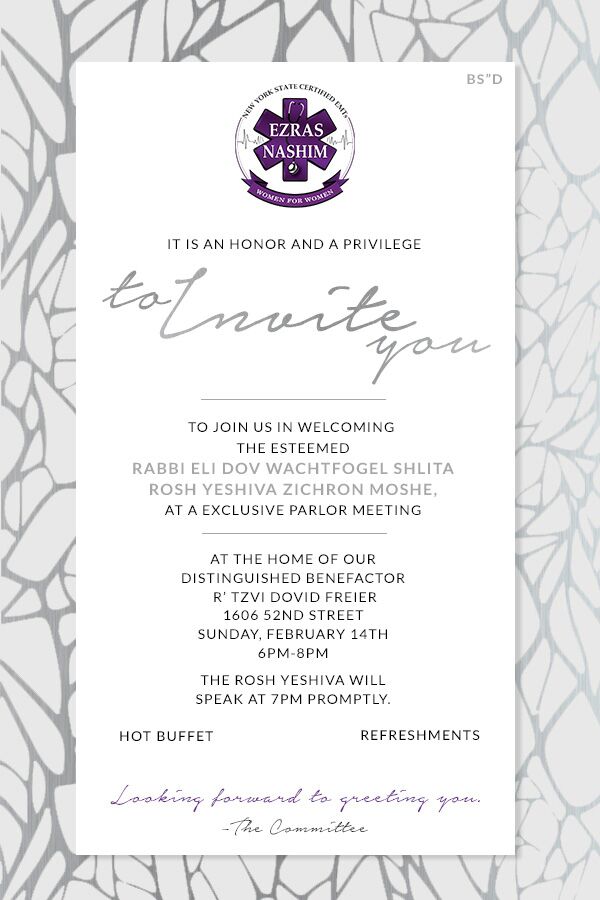 BS"D
NEW YORK STATE CERTIFIED EMTs
EZRAS
NASHIM
WOMEN FOR WOMEN
IT IS AN HONOR AND A PRIVILEGE
to Invite
you
TO JOIN US IN WELCOMING
THE ESTEEMED
RABBI ELI DOV WACHTFOGEL SHLITA
ROSH YESHIVA ZICHRON MOSHE,
AT A EXCLUSIVE PARLOR MEETING
AT THE HOME OF OUR
DISTINGUISHED BENEFACTOR
R' TZVI DOVID FREIER
1606 52ND STREET
SUNDAY, FEBRUARY 14TH
6PM-8PM
THE ROSH YESHIVA WILL
SPEAK AT 7PM PROMPTLY.
HOT BUFFET REFRESHMENTS
Looking forward to greeting you.
-The Committee